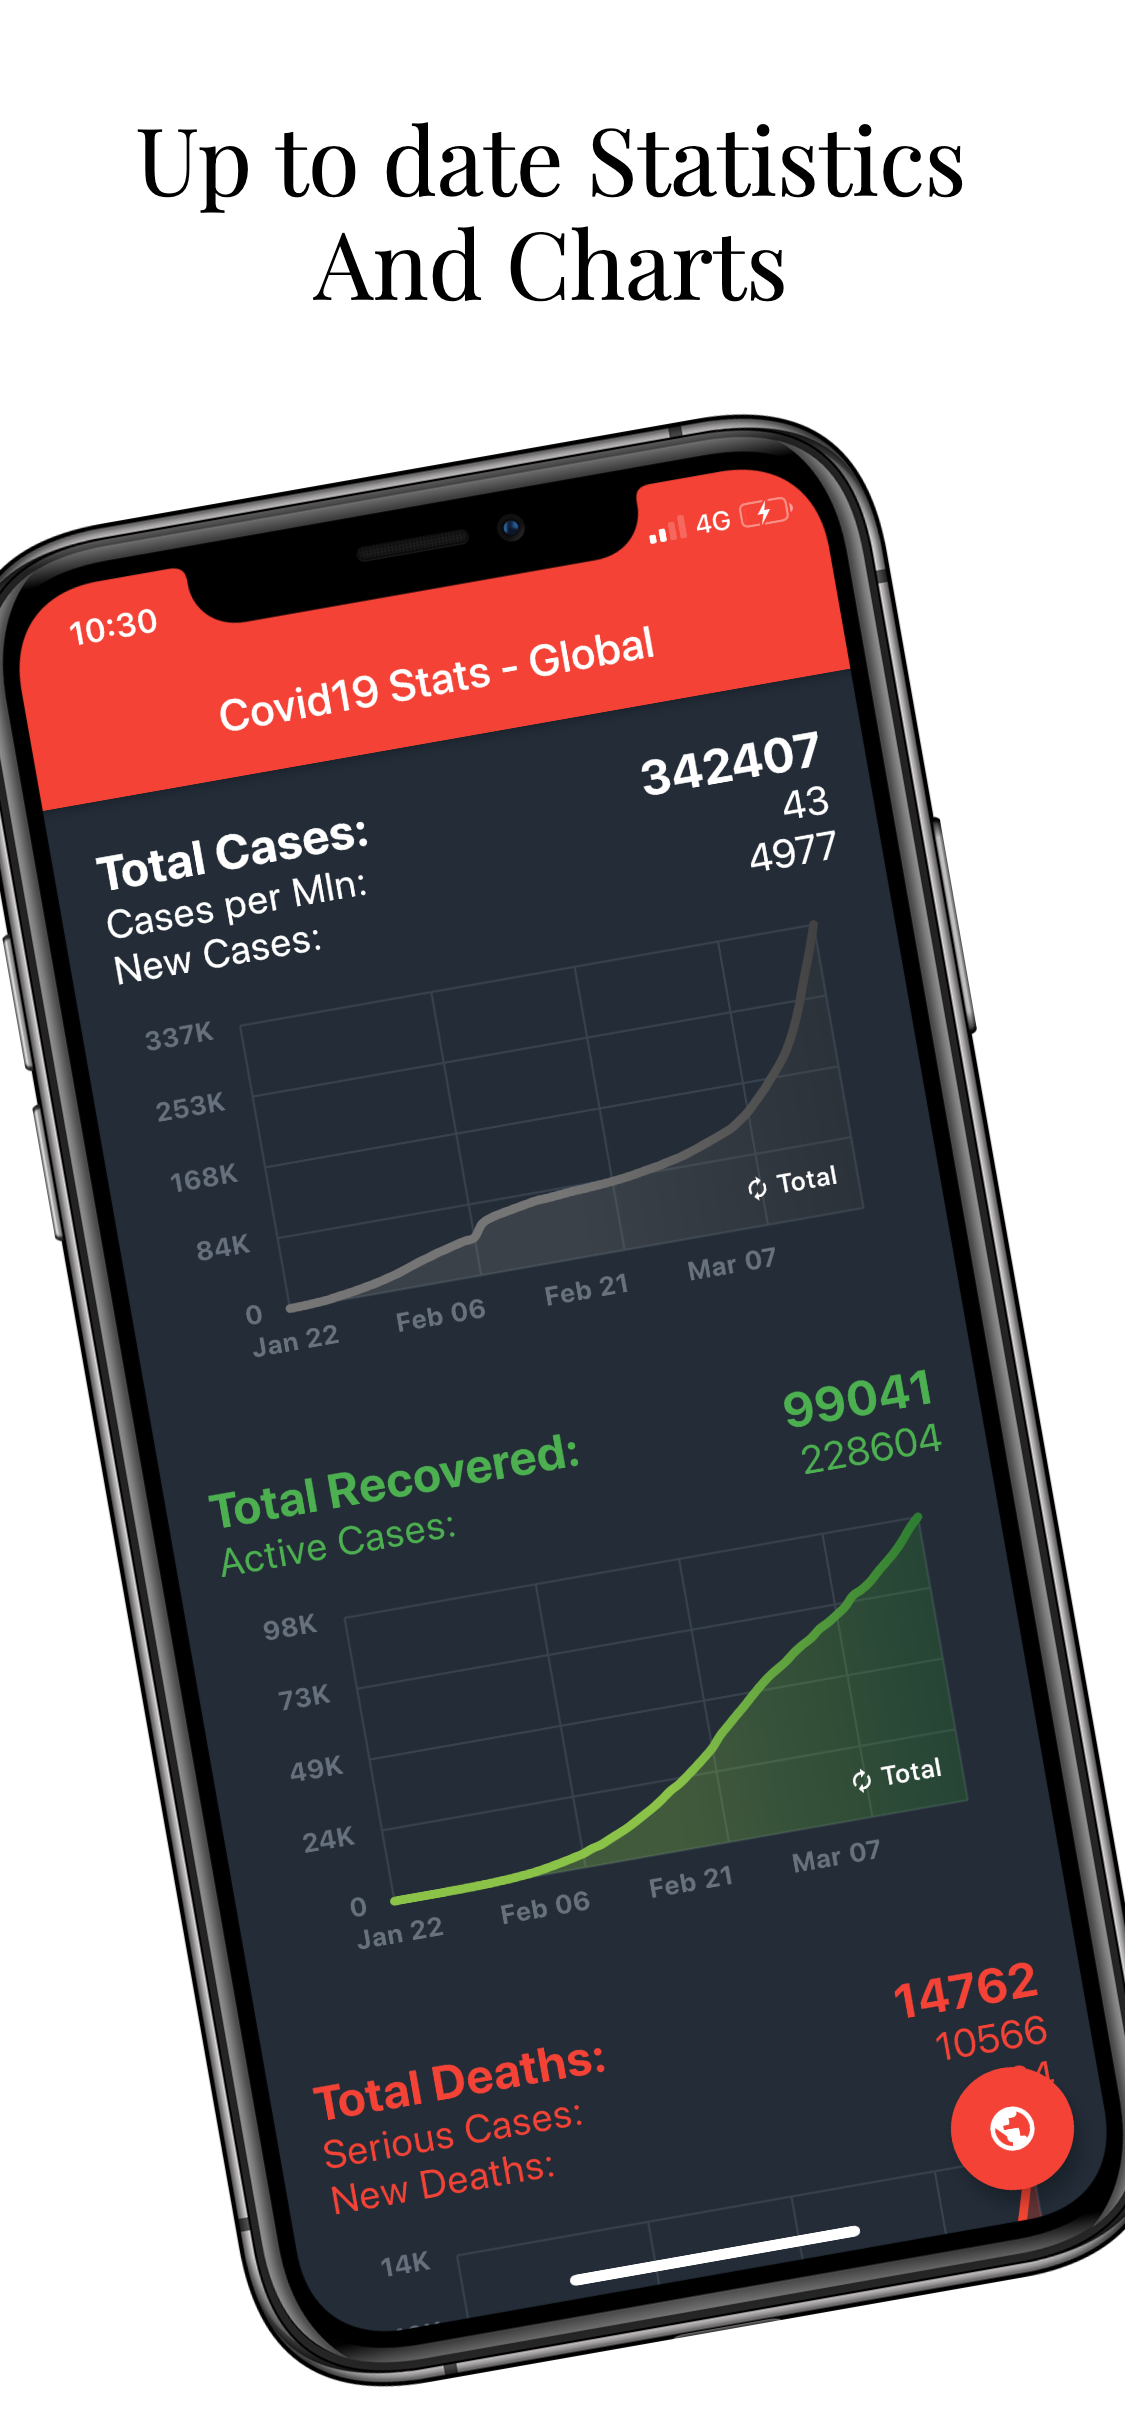 Up to date Statistics
And Charts
10:30
4G
Covid19 Stats - Global
Total Cases: 342407
Cases per Mln: 43
New Cases: 4977
337K
253K
168K
84K
0
Jan 22 Feb 06 Feb 21 Mar 07
Total
Total Recovered: 99041
Active Cases: 228604
98K
73K
49K
24K
0
Jan 22 Feb 06 Feb 21 Mar 07
Total
Total Deaths: 14762
Serious Cases: 10566
New Deaths:
14K